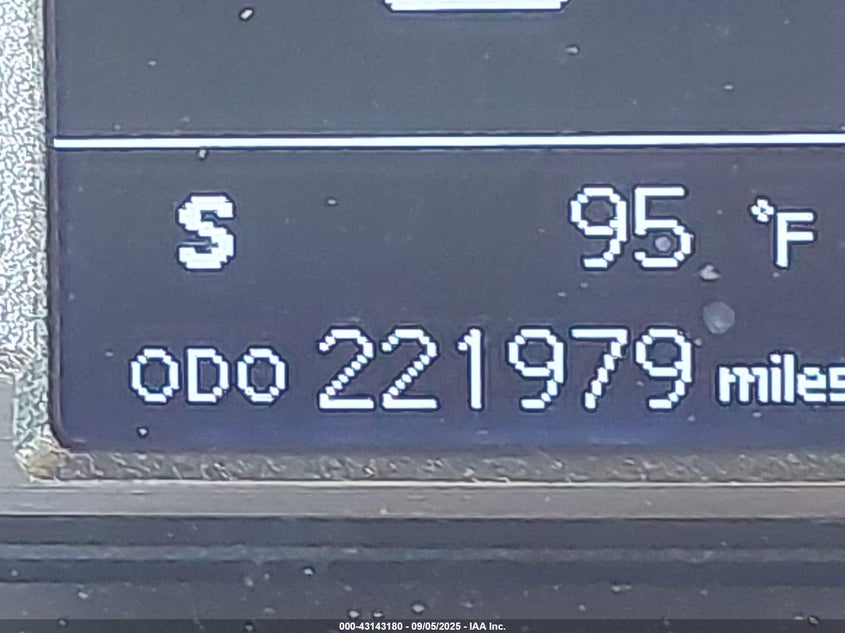 S 95 °F
ODO 221979 miles
000-43143180 - 09/05/2025 - IAA Inc.